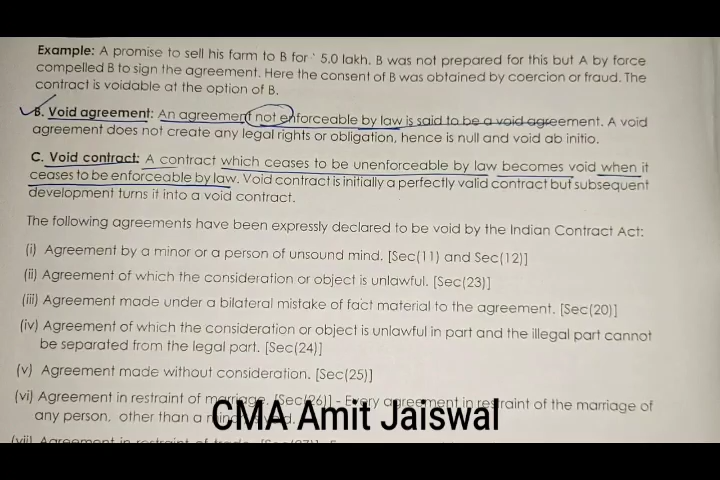 Example: A promise to sell his farm to B for ` 5.0 lakh. B was not prepared for this but A by force
compelled B to sign the agreement. Here the consent of B was obtained by coercion or fraud. The
contract is voidable at the option of B.
B. Void agreement: An agreement not enforceable by law is said to be a void agreement. A void
agreement does not create any legal rights or obligation, hence is null and void ab initio.
C. Void contract: A contract which ceases to be unenforceable by law becomes void when it
ceases to be enforceable by law. Void contract is initially a perfectly valid contract but subsequent
development turns it into a void contract.
The following agreements have been expressly declared to be void by the Indian Contract Act:
(i) Agreement by a minor or a person of unsound mind. [Sec(11) and Sec(12)]
(ii) Agreement of which the consideration or object is unlawful. [Sec(23)]
(iii) Agreement made under a bilateral mistake of fact material to the agreement. [Sec(20)]
(iv) Agreement of which the consideration or object is unlawful in part and the illegal part cannot
be separated from the legal part. [Sec(24)]
(v) Agreement made without consideration. [Sec(25)]
(vi) Agreement in restraint of marriage. [Sec(26)] - Every agreement in restraint of the marriage of
any person, other than a
CMA Amit Jaiswal
(vii) Agreement in restraint of trade.